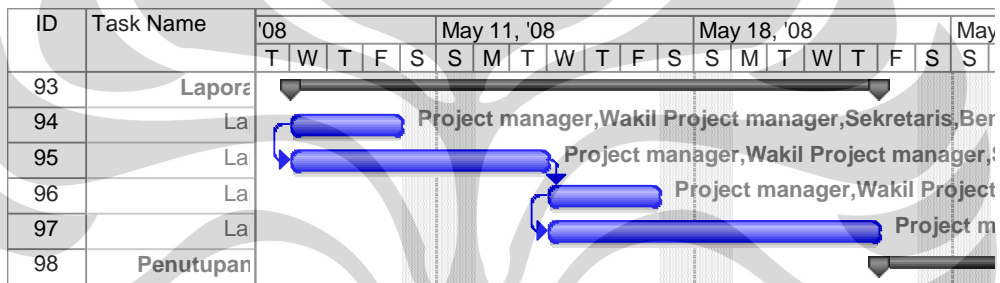 ID Task Name '08 May 11, '08 May 18, '08 May
T W T F S S M T W T F S S M T W T F S S
93 Lapora
94 La Project manager,Wakil Project manager,Sekretaris,Ber
95 La Project manager,Wakil Project manager,S
96 La Project manager,Wakil Project
97 La Project m
98 Penutupan